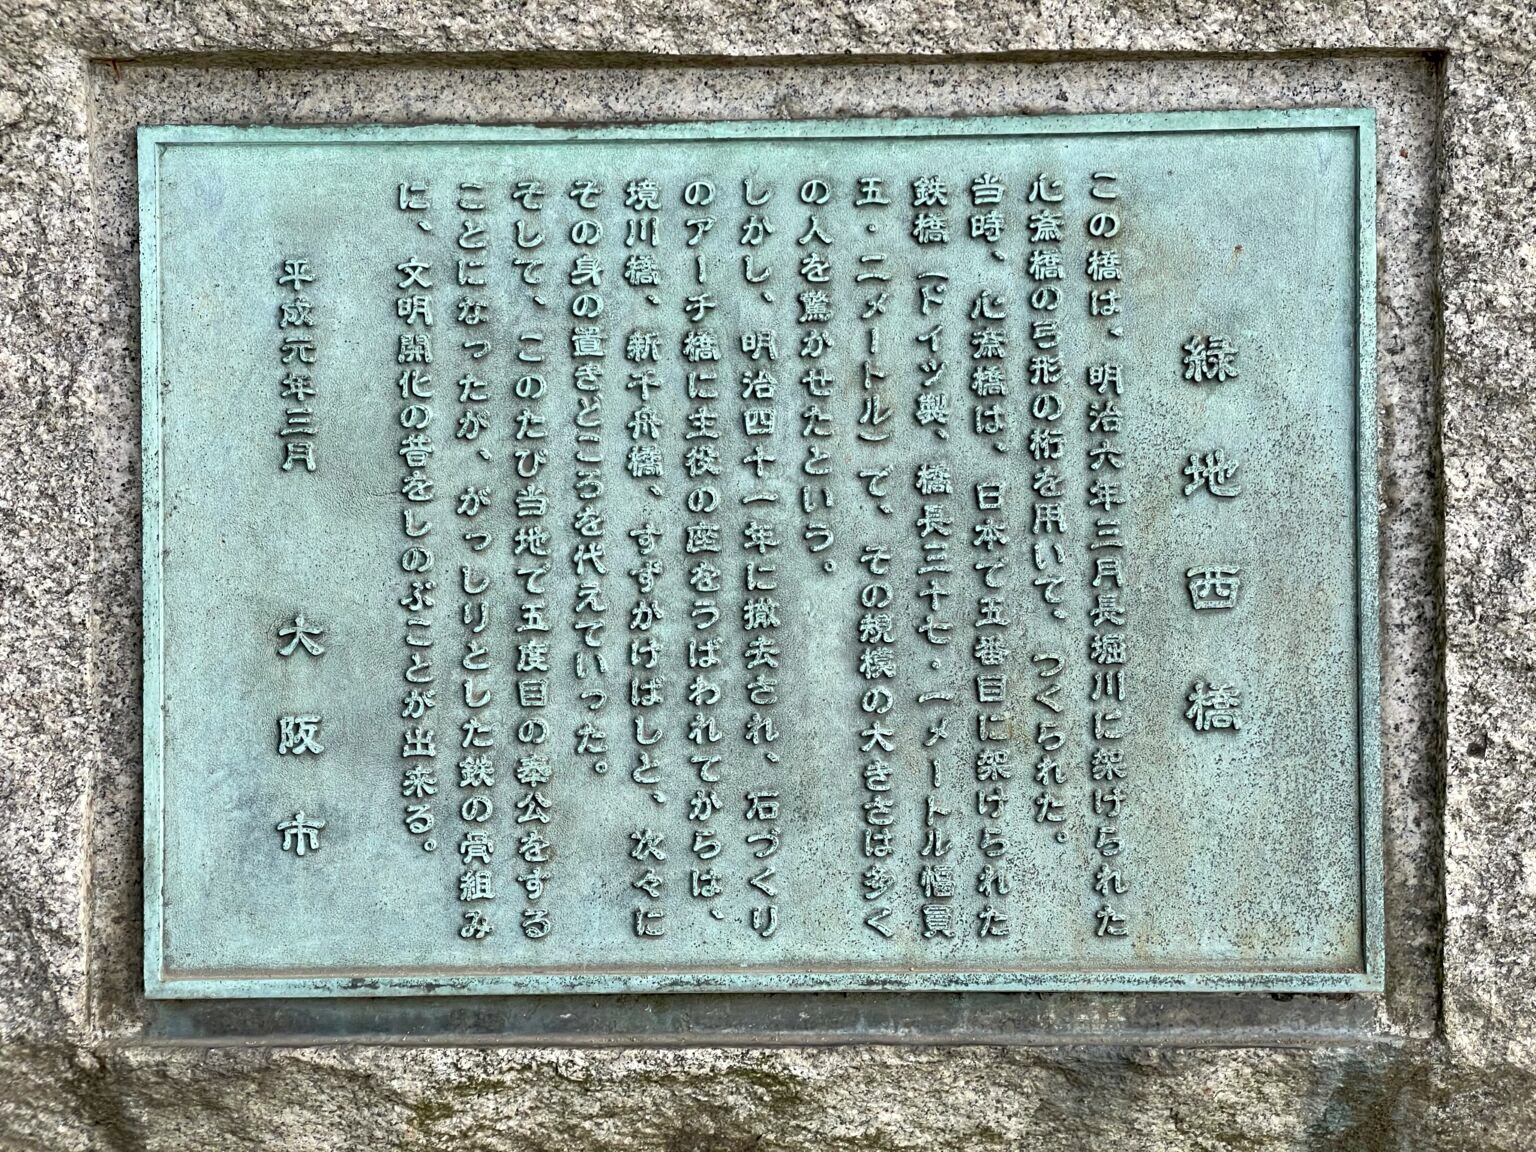 緑地西橋
この橋は、明治六年三月長堀川に架けられた
心斎橋の弓形の桁を用いて、つくられた。
当時、心斎橋は、日本で五番目に架けられた
鉄橋（ドイツ製、橋長三十七・一メートル幅員
五・二メートル）で、その規模の大きさは多く
の人を驚かせたという。
しかし、明治四十一年に撤去され、石づくり
のアーチ橋に主役の座をうばわれてからは、
境川橋、新千舟橋、すずかけばしと、次々に
その身の置きどころを代えていった。
そして、このたび当地で五度目の奉公をする
ことになったが、がっしりとした鉄の骨組み
に、文明開化の昔をしのぶことが出来る。
平成元年三月　大阪市